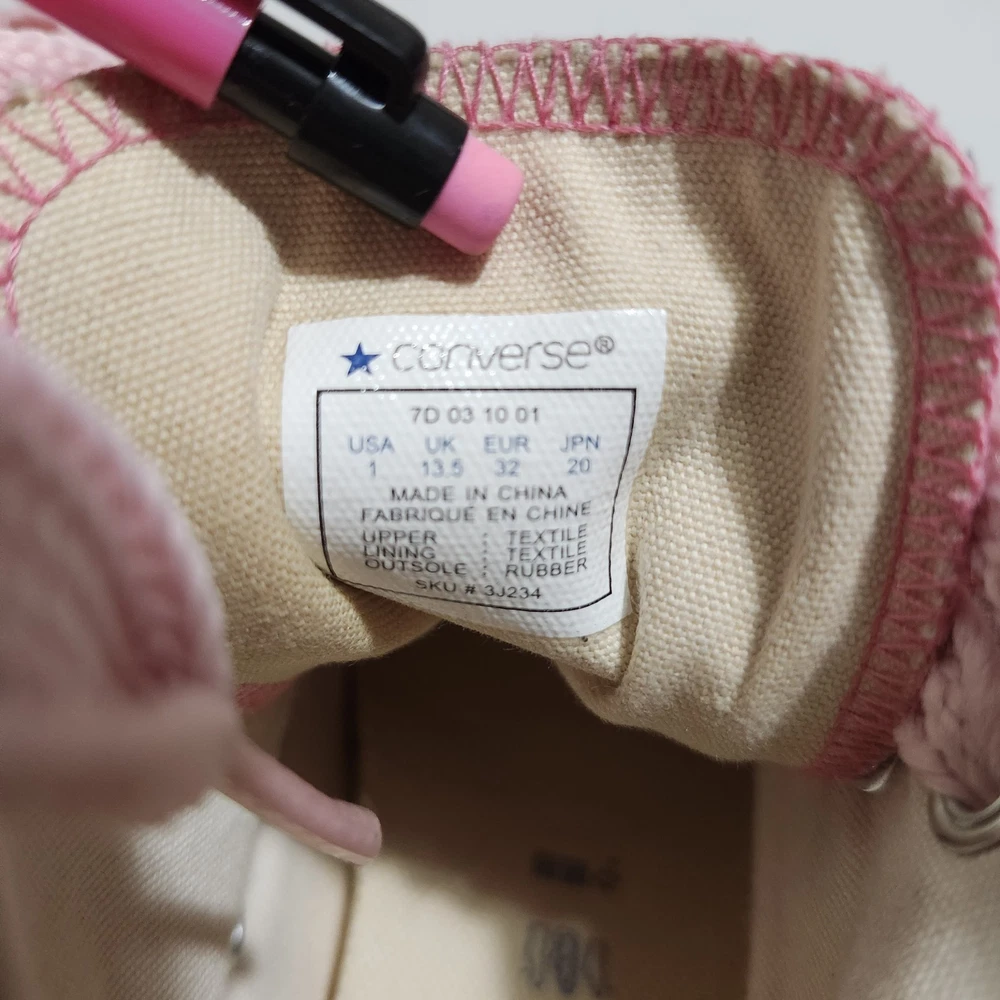 converse®
7D 03 10 01
USA UK EUR JPN
1 13.5 32 20
MADE IN CHINA
FABRIQUE EN CHINE
UPPER : TEXTILE
LINING : TEXTILE
OUTSOLE : RUBBER
SKU # 3J234